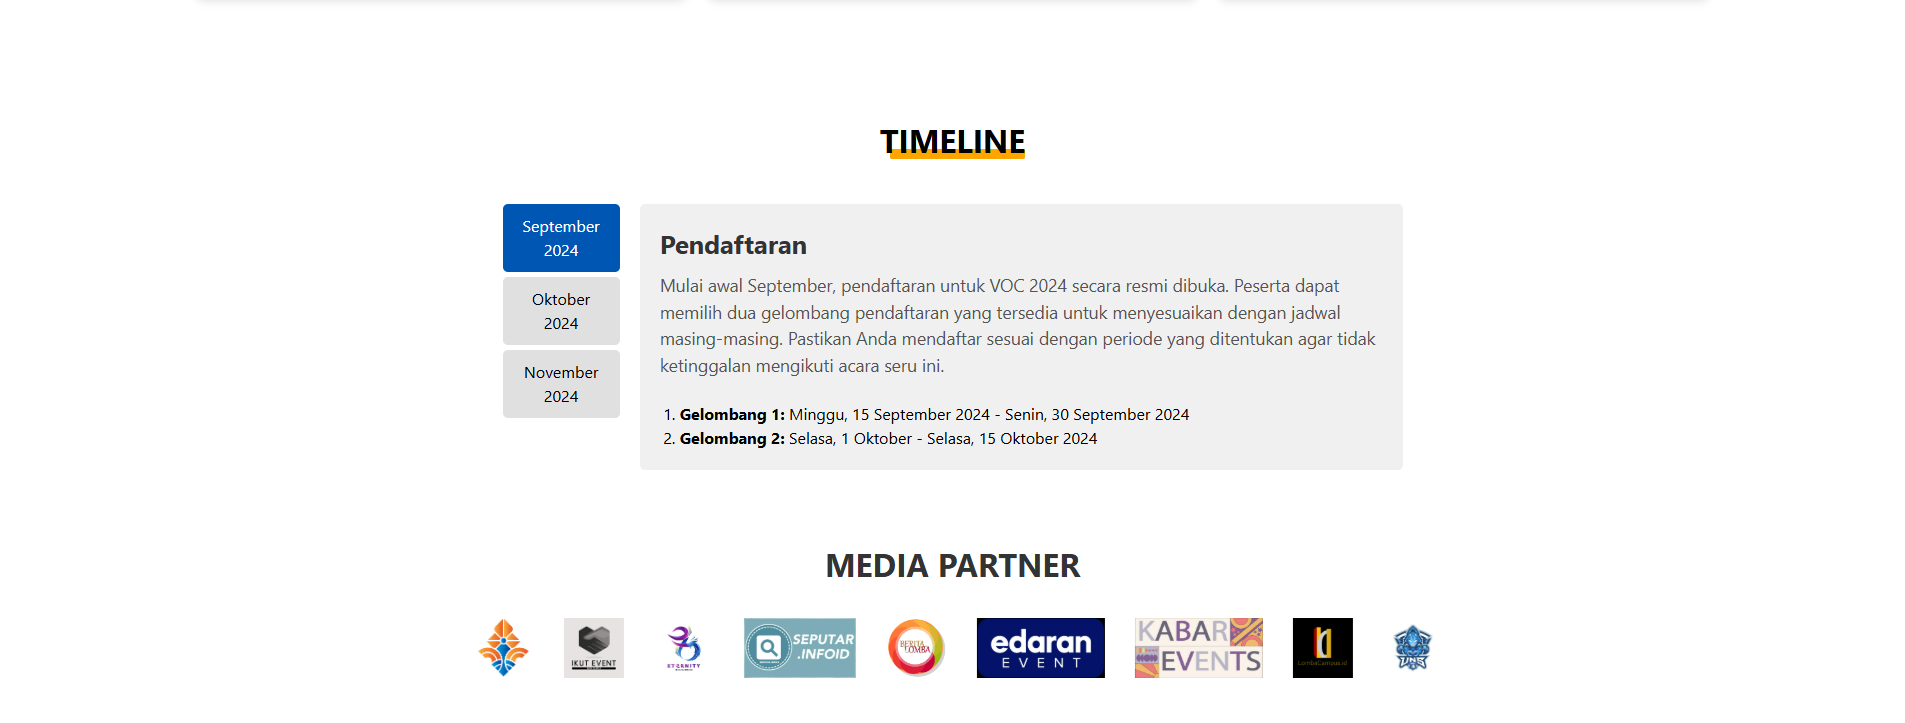 TIMELINE
September
2024
Oktober
2024
November
2024
Pendaftaran
Mulai awal September, pendaftaran untuk VOC 2024 secara resmi dibuka. Peserta dapat
memilih dua gelombang pendaftaran yang tersedia untuk menyesuaikan dengan jadwal
masing-masing. Pastikan Anda mendaftar sesuai dengan periode yang ditentukan agar tidak
ketinggalan mengikuti acara seru ini.
1. Gelombang 1: Minggu, 15 September 2024 - Senin, 30 September 2024
2. Gelombang 2: Selasa, 1 Oktober - Selasa, 15 Oktober 2024
MEDIA PARTNER
IKUT EVENT
ETERNITY
SEPUTAR
.INFOID
BERITA
LOMBA
edaran
EVENT
KABAR
EVENTS
LombaCampus.id
UNS